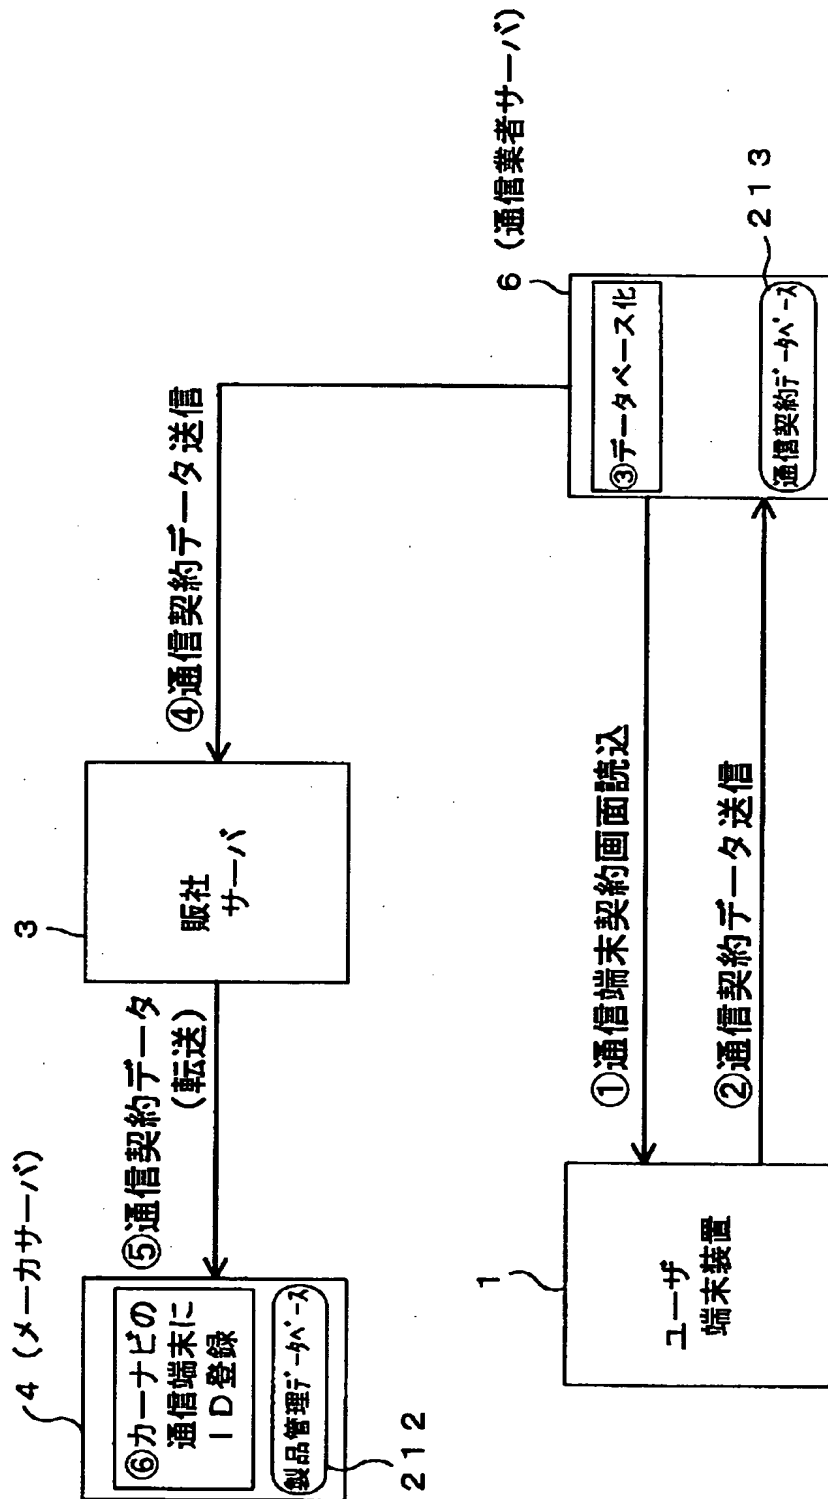 4 (メーカサーバ)
⑥カーナビの
通信端末に
ID登録
製品管理データベース
212
⑤通信契約データ
(転送)
3
販社
サーバ
④通信契約データ送信
6 (通信業者サーバ)
③データベース化
通信契約データベース
213
1
ユーザ
端末装置
①通信端末契約画面読込
②通信契約データ送信